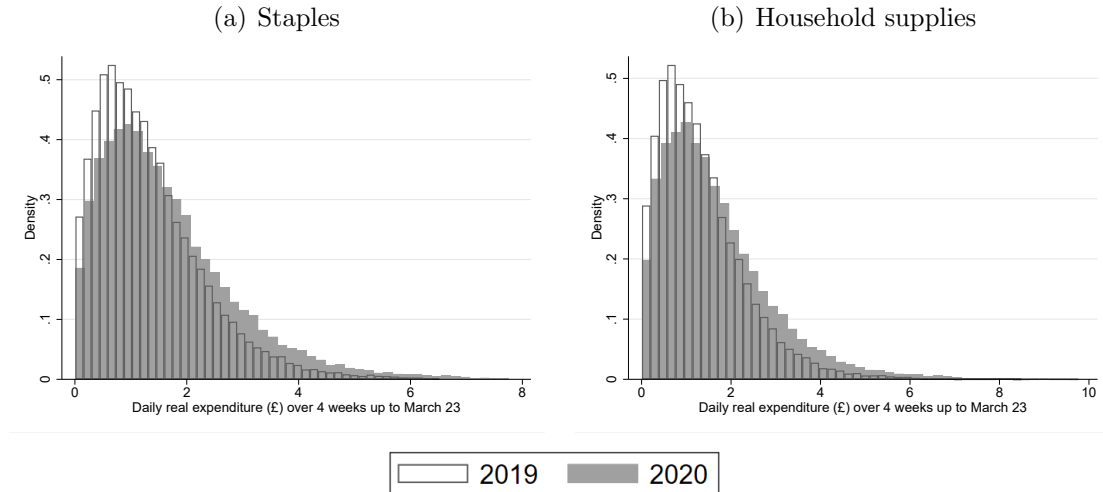 (a) Staples
Density
0 .1 .2 .3 .4 .5
0 2 4 6 8
Daily real expenditure (£) over 4 weeks up to March 23
(b) Household supplies
Density
0 .1 .2 .3 .4 .5
0 2 4 6 8 10
Daily real expenditure (£) over 4 weeks up to March 23
2019 2020